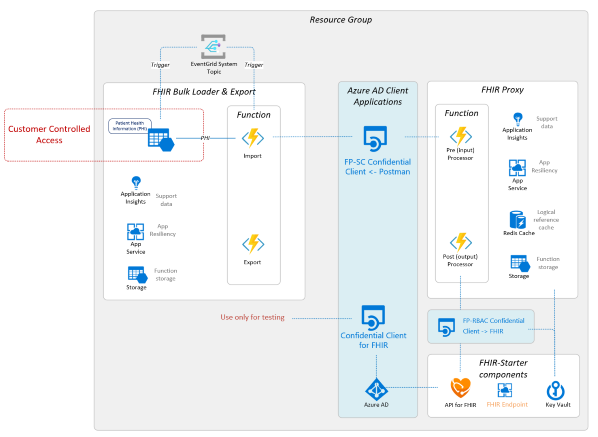 Resource Group
EventGrid System
Topic
Trigger
Trigger
FHIR Bulk Loader & Export
Customer Controlled
Access
Patient Health
Information (PHI)
PHI
Function
Import
Export
Application
Insights
Support
data
App
Service
App
Resiliency
Storage
Function
storage
Azure AD Client
Applications
FP-SC Confidential
Client <- Postman
Use only for testing
Confidential Client
for FHIR
Azure AD
FHIR Proxy
Function
Pre (input)
Processor
Post (output)
Processor
Application
Insights
Support
data
App
Service
App
Resiliency
Redis Cache
Logical
reference
cache
Storage
Function
storage
FP-RBAC Confidential
Client -> FHIR
FHIR-Starter
components
API for FHIR
FHIR Endpoint
Key Vault